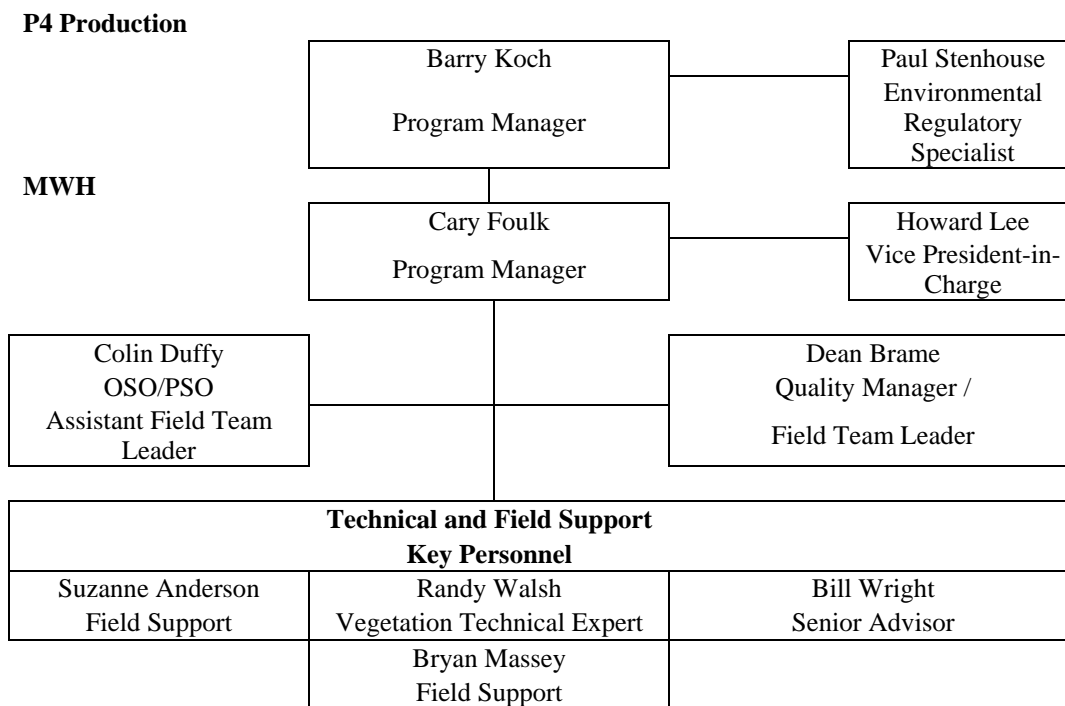 P4 Production
Barry Koch
Program Manager
Paul Stenhouse
Environmental
Regulatory
Specialist
MWH
Cary Foulk
Program Manager
Howard Lee
Vice President-in-
Charge
Colin Duffy
OSO/PSO
Assistant Field Team
Leader
Dean Brame
Quality Manager /
Field Team Leader
Technical and Field Support
Key Personnel
Suzanne Anderson
Field Support
Randy Walsh
Vegetation Technical Expert
Bill Wright
Senior Advisor
Bryan Massey
Field Support